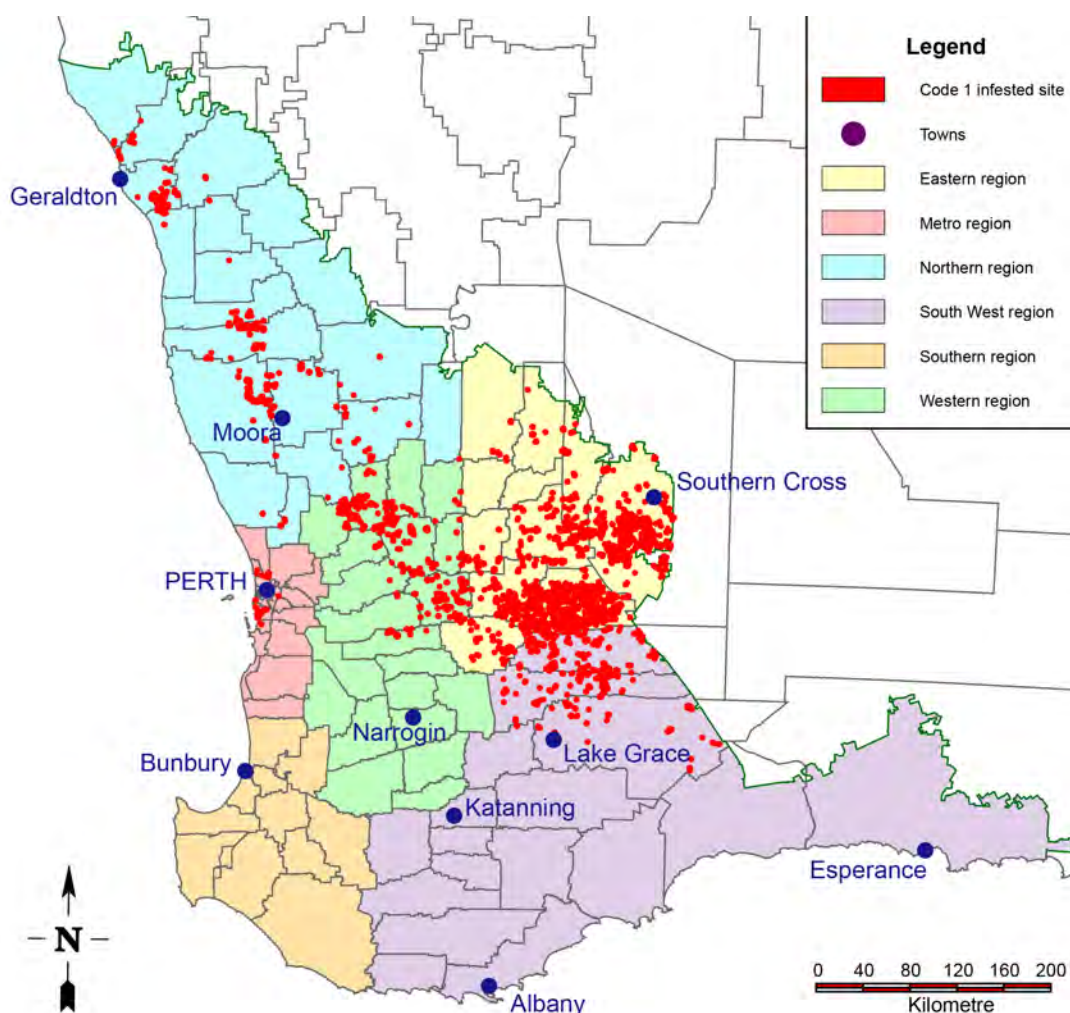 Legend
Code 1 infested site
Towns
Eastern region
Metro region
Northern region
South West region
Southern region
Western region
Geraldton
Moora
Southern Cross
PERTH
Narrogin
Lake Grace
Bunbury
Katanning
Esperance
Albany
N
0 40 80 120 160 200
Kilometre